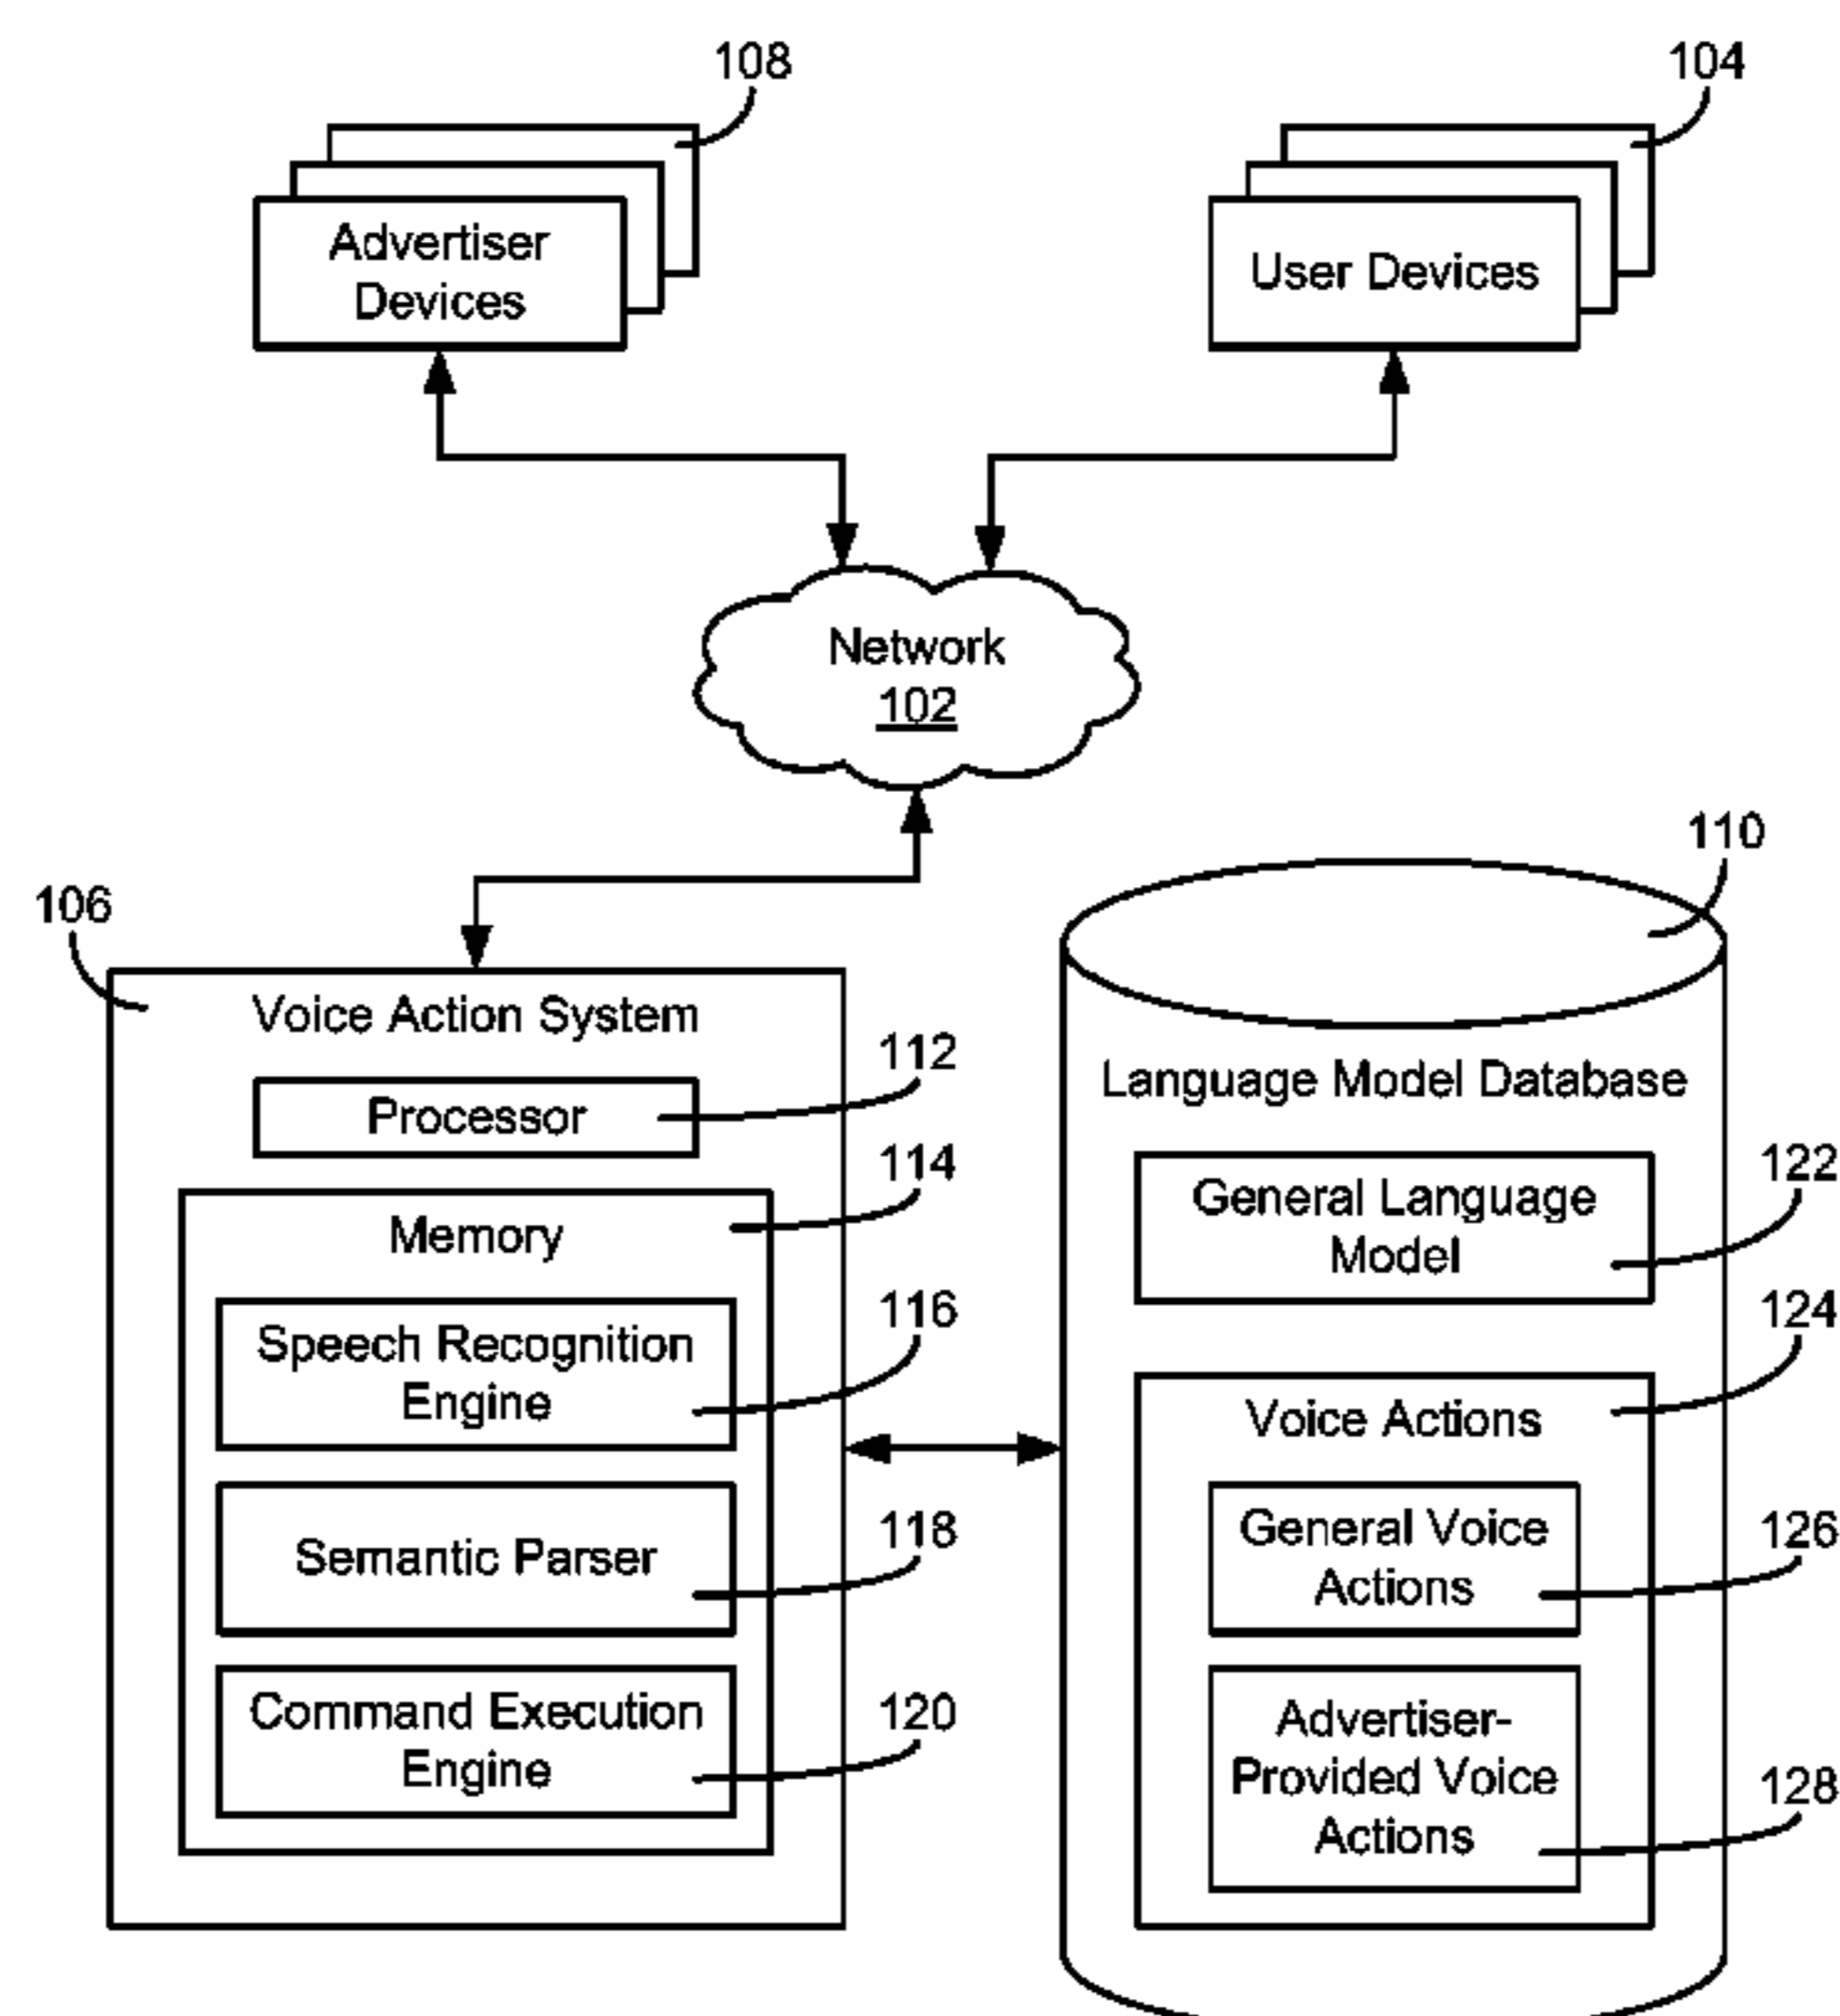 108
104
Advertiser
Devices
User Devices
Network
102
110
106
Voice Action System
112
Processor
114
Memory
116
Speech Recognition
Engine
118
Semantic Parser
120
Command Execution
Engine
Language Model Database
122
General Language
Model
124
Voice Actions
126
General Voice
Actions
128
Advertiser-
Provided Voice
Actions